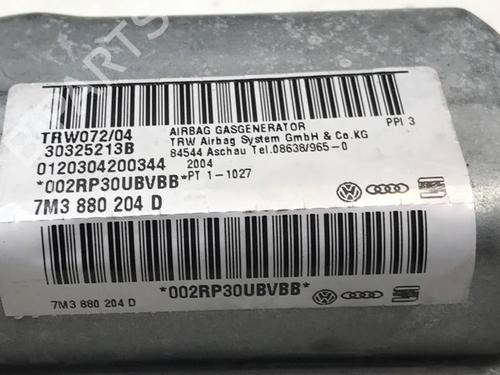 TRW072/04
30325213B
0120304200344
*002RP30UBVBB*
7M3 880 204 D
AIRBAG GASGENERATOR
TRW Airbag System GmbH & Co.KG
84544 Aschau Tel.08638/965-0
2004
PT 1-1027
PPI 3
*002RP30UBVBB*
7M3 880 204 D